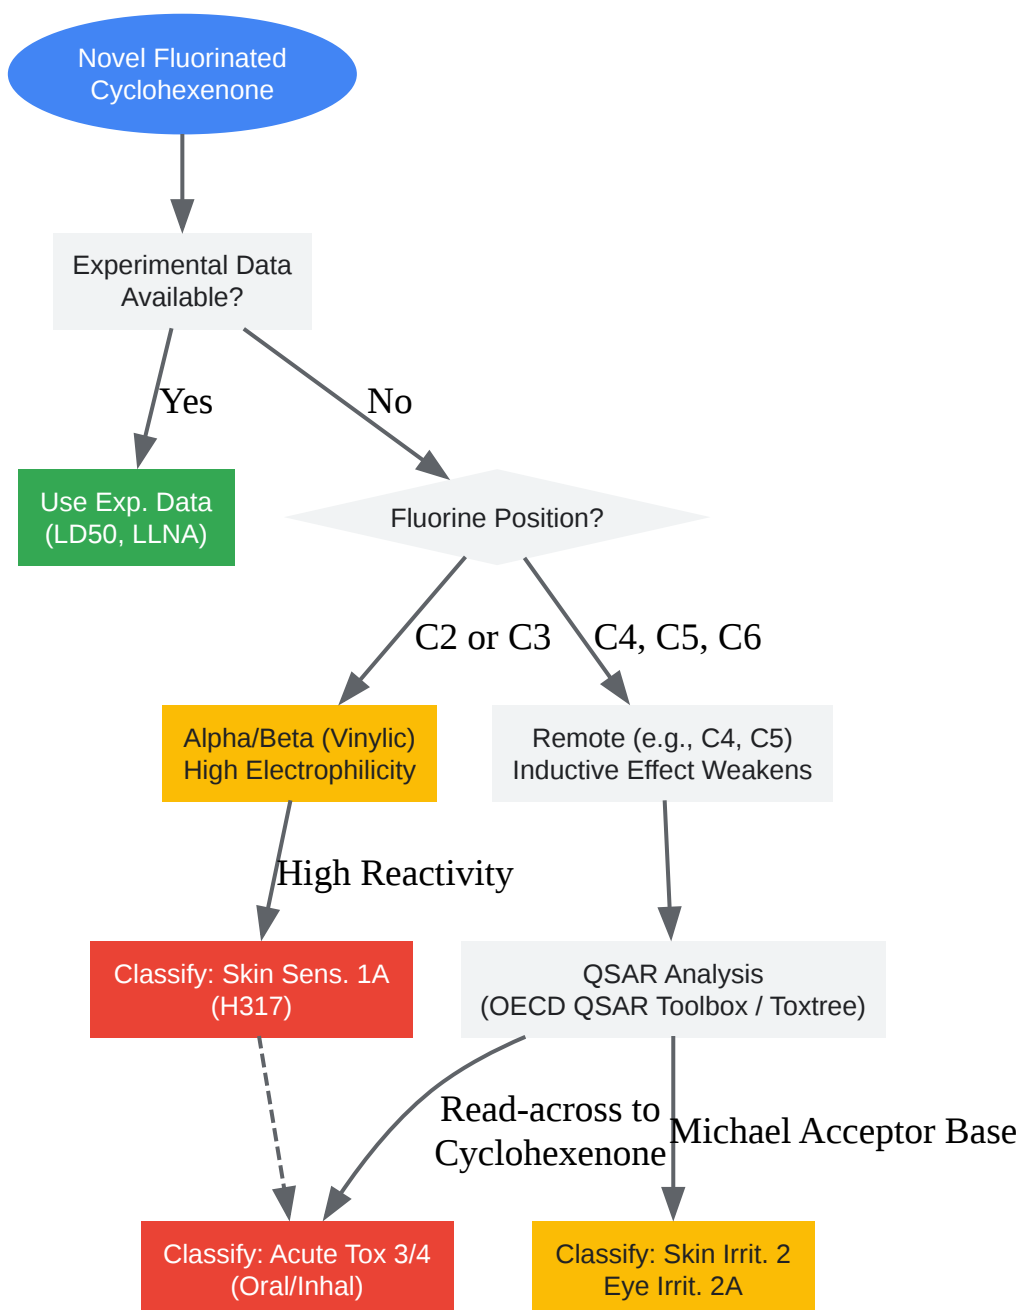 Novel Fluorinated
Cyclohexenone
Experimental Data
Available?
Yes
No
Use Exp. Data
(LD50, LLNA)
Fluorine Position?
C2 or C3
C4, C5, C6
Alpha/Beta (Vinylic)
High Electrophilicity
Remote (e.g., C4, C5)
Inductive Effect Weakens
High Reactivity
Classify: Skin Sens. 1A
(H317)
QSAR Analysis
(OECD QSAR Toolbox / Toxtree)
Read-across to
Cyclohexenone
Michael Acceptor Base
Classify: Acute Tox 3/4
(Oral/Inhal)
Classify: Skin Irrit. 2
Eye Irrit. 2A